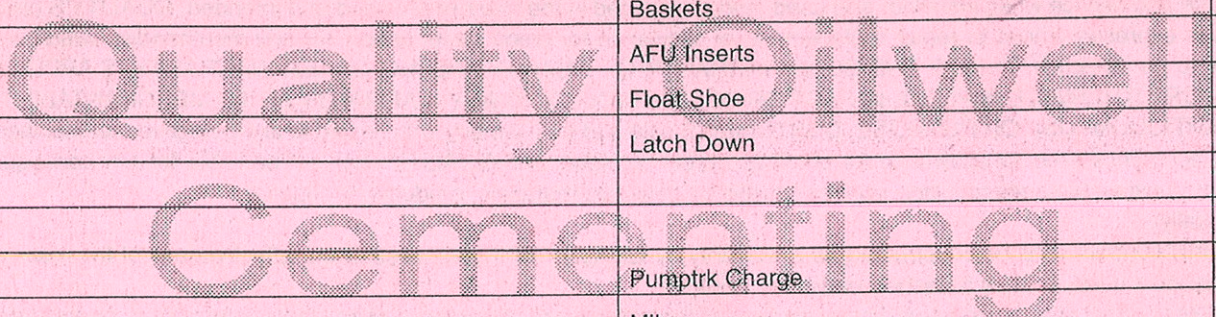 Baskets
Quality Oilwell
AFU Inserts
Float Shoe
Latch Down
Cementing
Pumptrk Charge